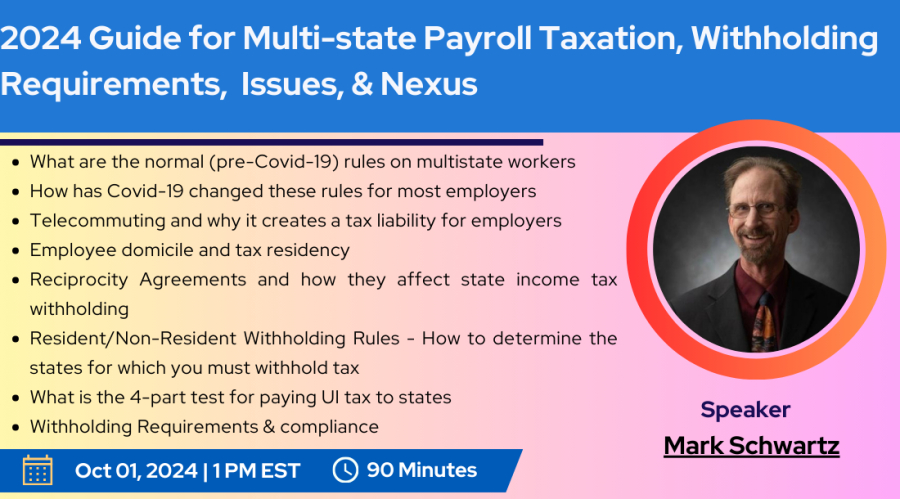 2024 Guide for Multi-state Payroll Taxation, Withholding
Requirements, Issues, & Nexus
• What are the normal (pre-Covid-19) rules on multistate workers
• How has Covid-19 changed these rules for most employers
• Telecommuting and why it creates a tax liability for employers
• Employee domicile and tax residency
• Reciprocity Agreements and how they affect state income tax
withholding
• Resident/Non-Resident Withholding Rules - How to determine the
states for which you must withhold tax
• What is the 4-part test for paying UI tax to states
• Withholding Requirements & compliance
Oct 01, 2024 | 1 PM EST
90 Minutes
Speaker
Mark Schwartz